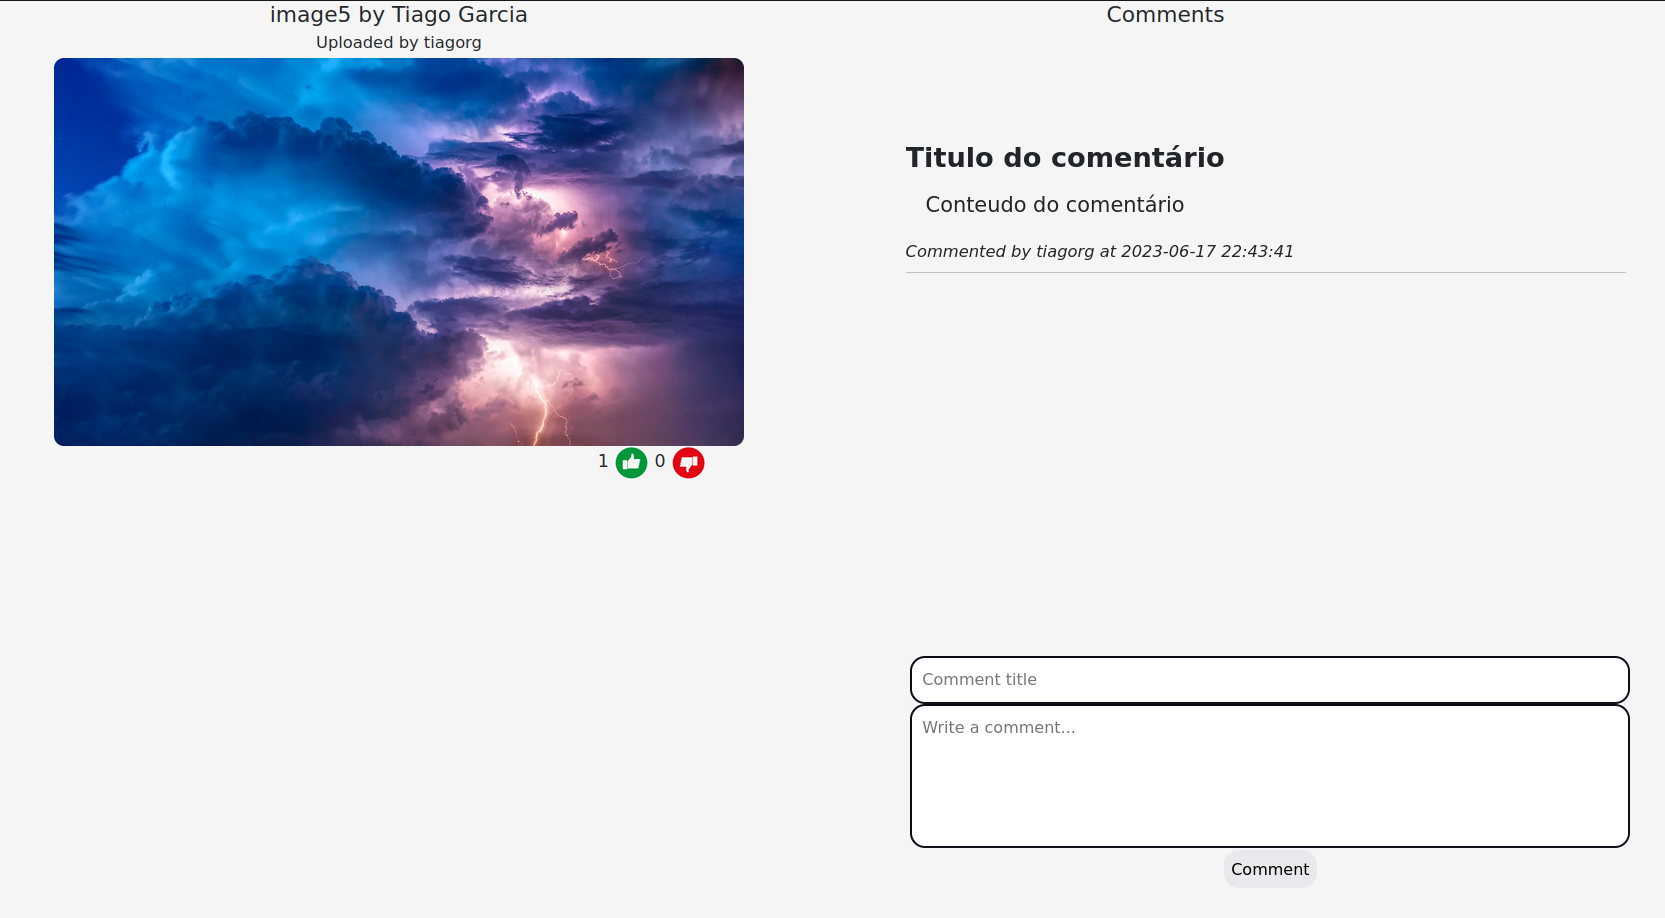 image5 by Tiago Garcia
Uploaded by tiagorg
1 0
Comments
Titulo do comentário
Conteudo do comentário
Commented by tiagorg at 2023-06-17 22:43:41
Comment title
Write a comment...
Comment